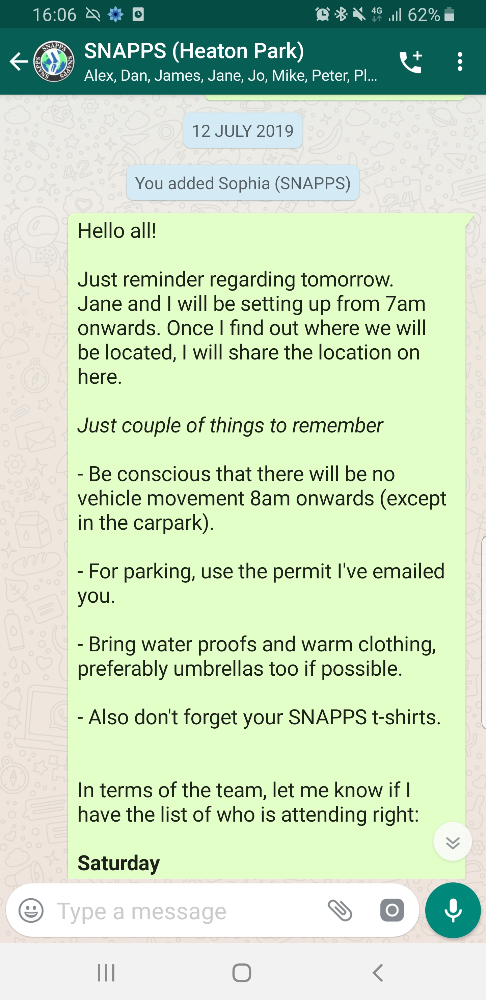 16:06
4G
62%
SNAPPS (Heaton Park)
Alex, Dan, James, Jane, Jo, Mike, Peter, Pl...
SNAPPS
SNAPPS
SNAPPS
SNAPPS
12 JULY 2019
You added Sophia (SNAPPS)
Hello all!
Just reminder regarding tomorrow.
Jane and I will be setting up from 7am
onwards. Once I find out where we will
be located, I will share the location on
here.
Just couple of things to remember
- Be conscious that there will be no
vehicle movement 8am onwards (except
in the carpark).
- For parking, use the permit I've emailed
you.
- Bring water proofs and warm clothing,
preferably umbrellas too if possible.
- Also don't forget your SNAPPS t-shirts.
In terms of the team, let me know if I
have the list of who is attending right:
Saturday
Type a message
42
24